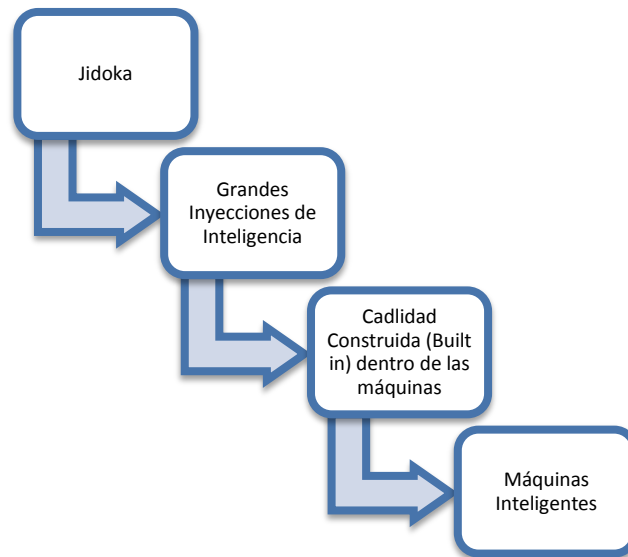 Jidoka
Grandes
Inyecciones de
Inteligencia
Cadlidad
Construida (Built
in) dentro de las
máquinas
Máquinas
Inteligentes